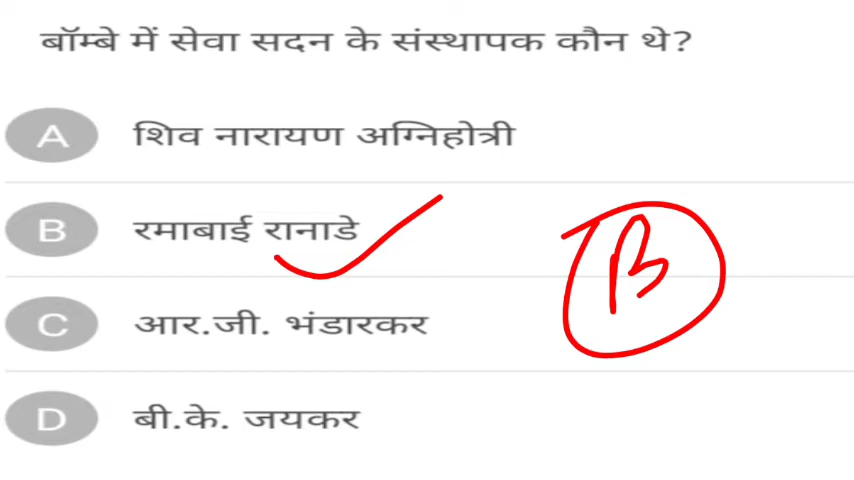 बॉम्बे में सेवा सदन के संस्थापक कौन थे?
A शिव नारायण अग्निहोत्री
B रमाबाई रानाडे
B
C आर.जी. भंडारकर
D बी.के. जयकर